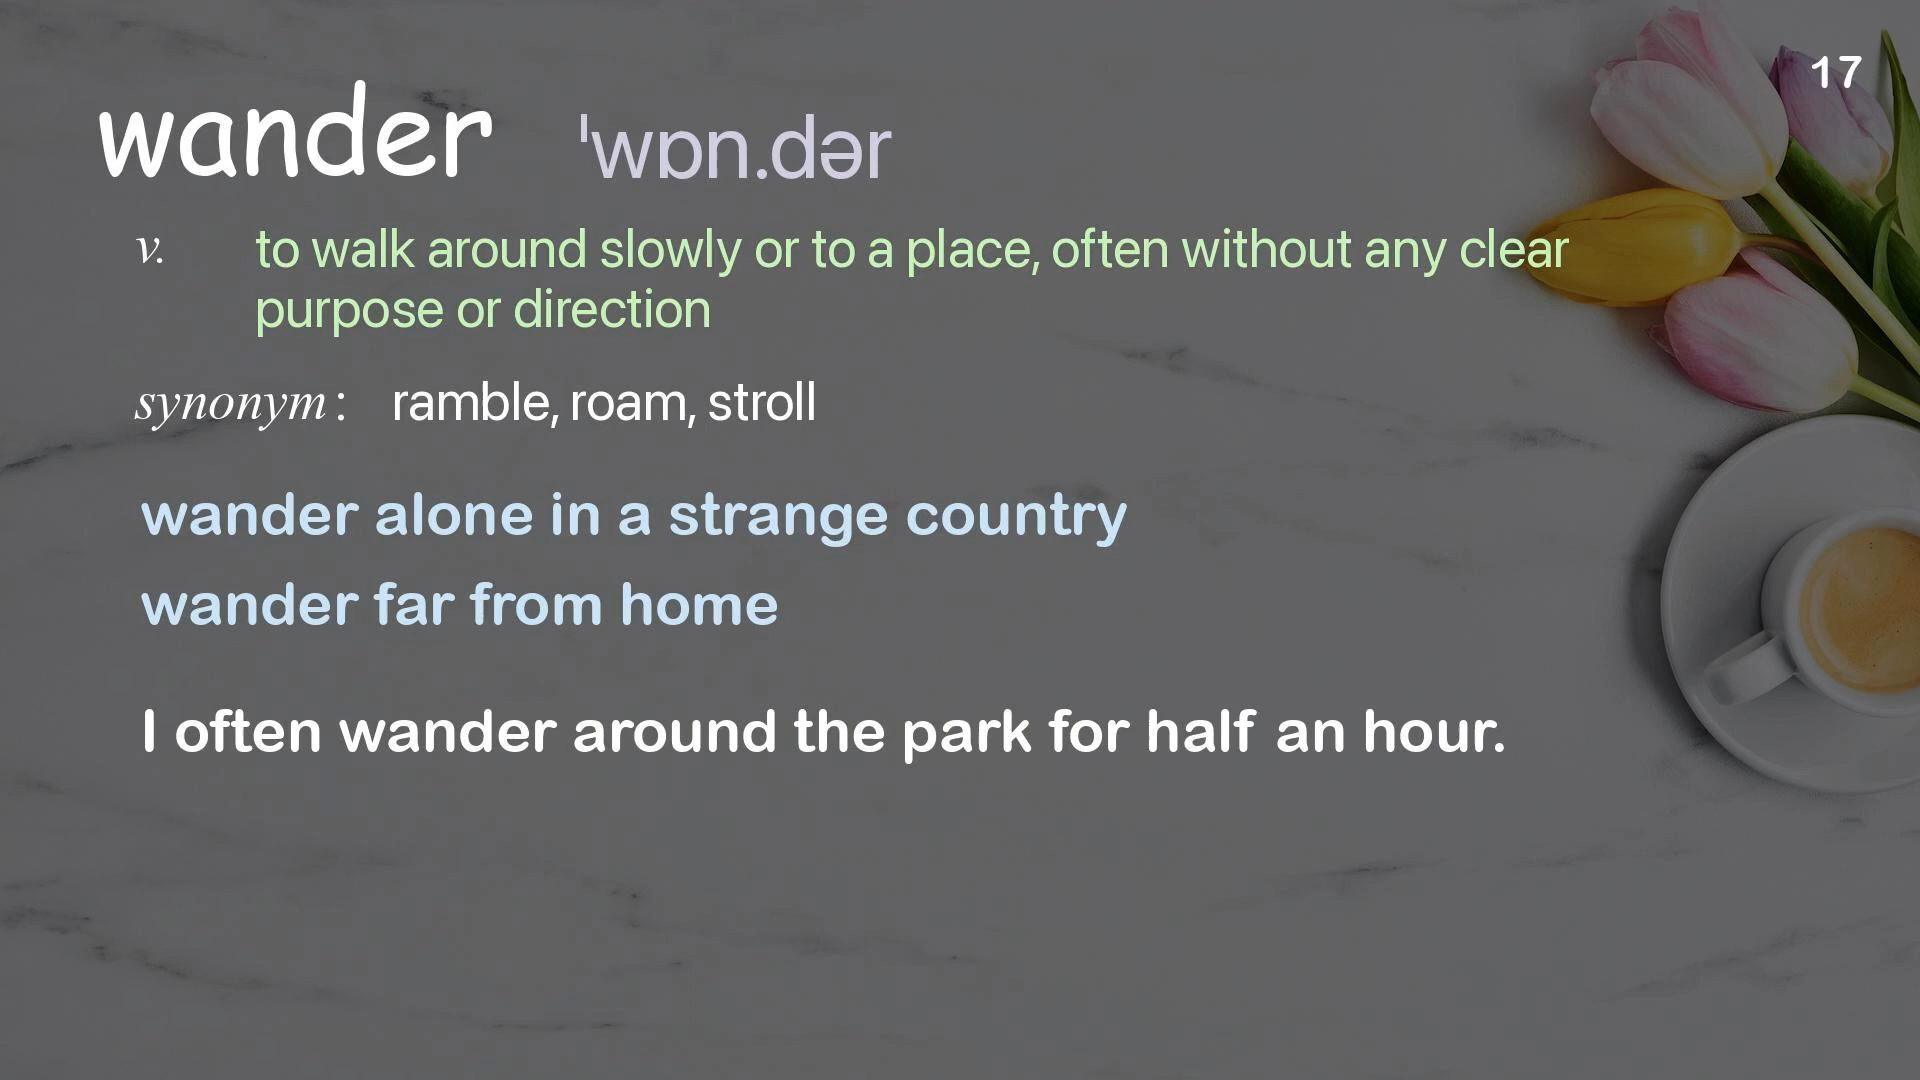 17
wander ˈwɒn.dər
v. to walk around slowly or to a place, often without any clear
purpose or direction
synonym : ramble, roam, stroll
wander alone in a strange country
wander far from home
I often wander around the park for half an hour.